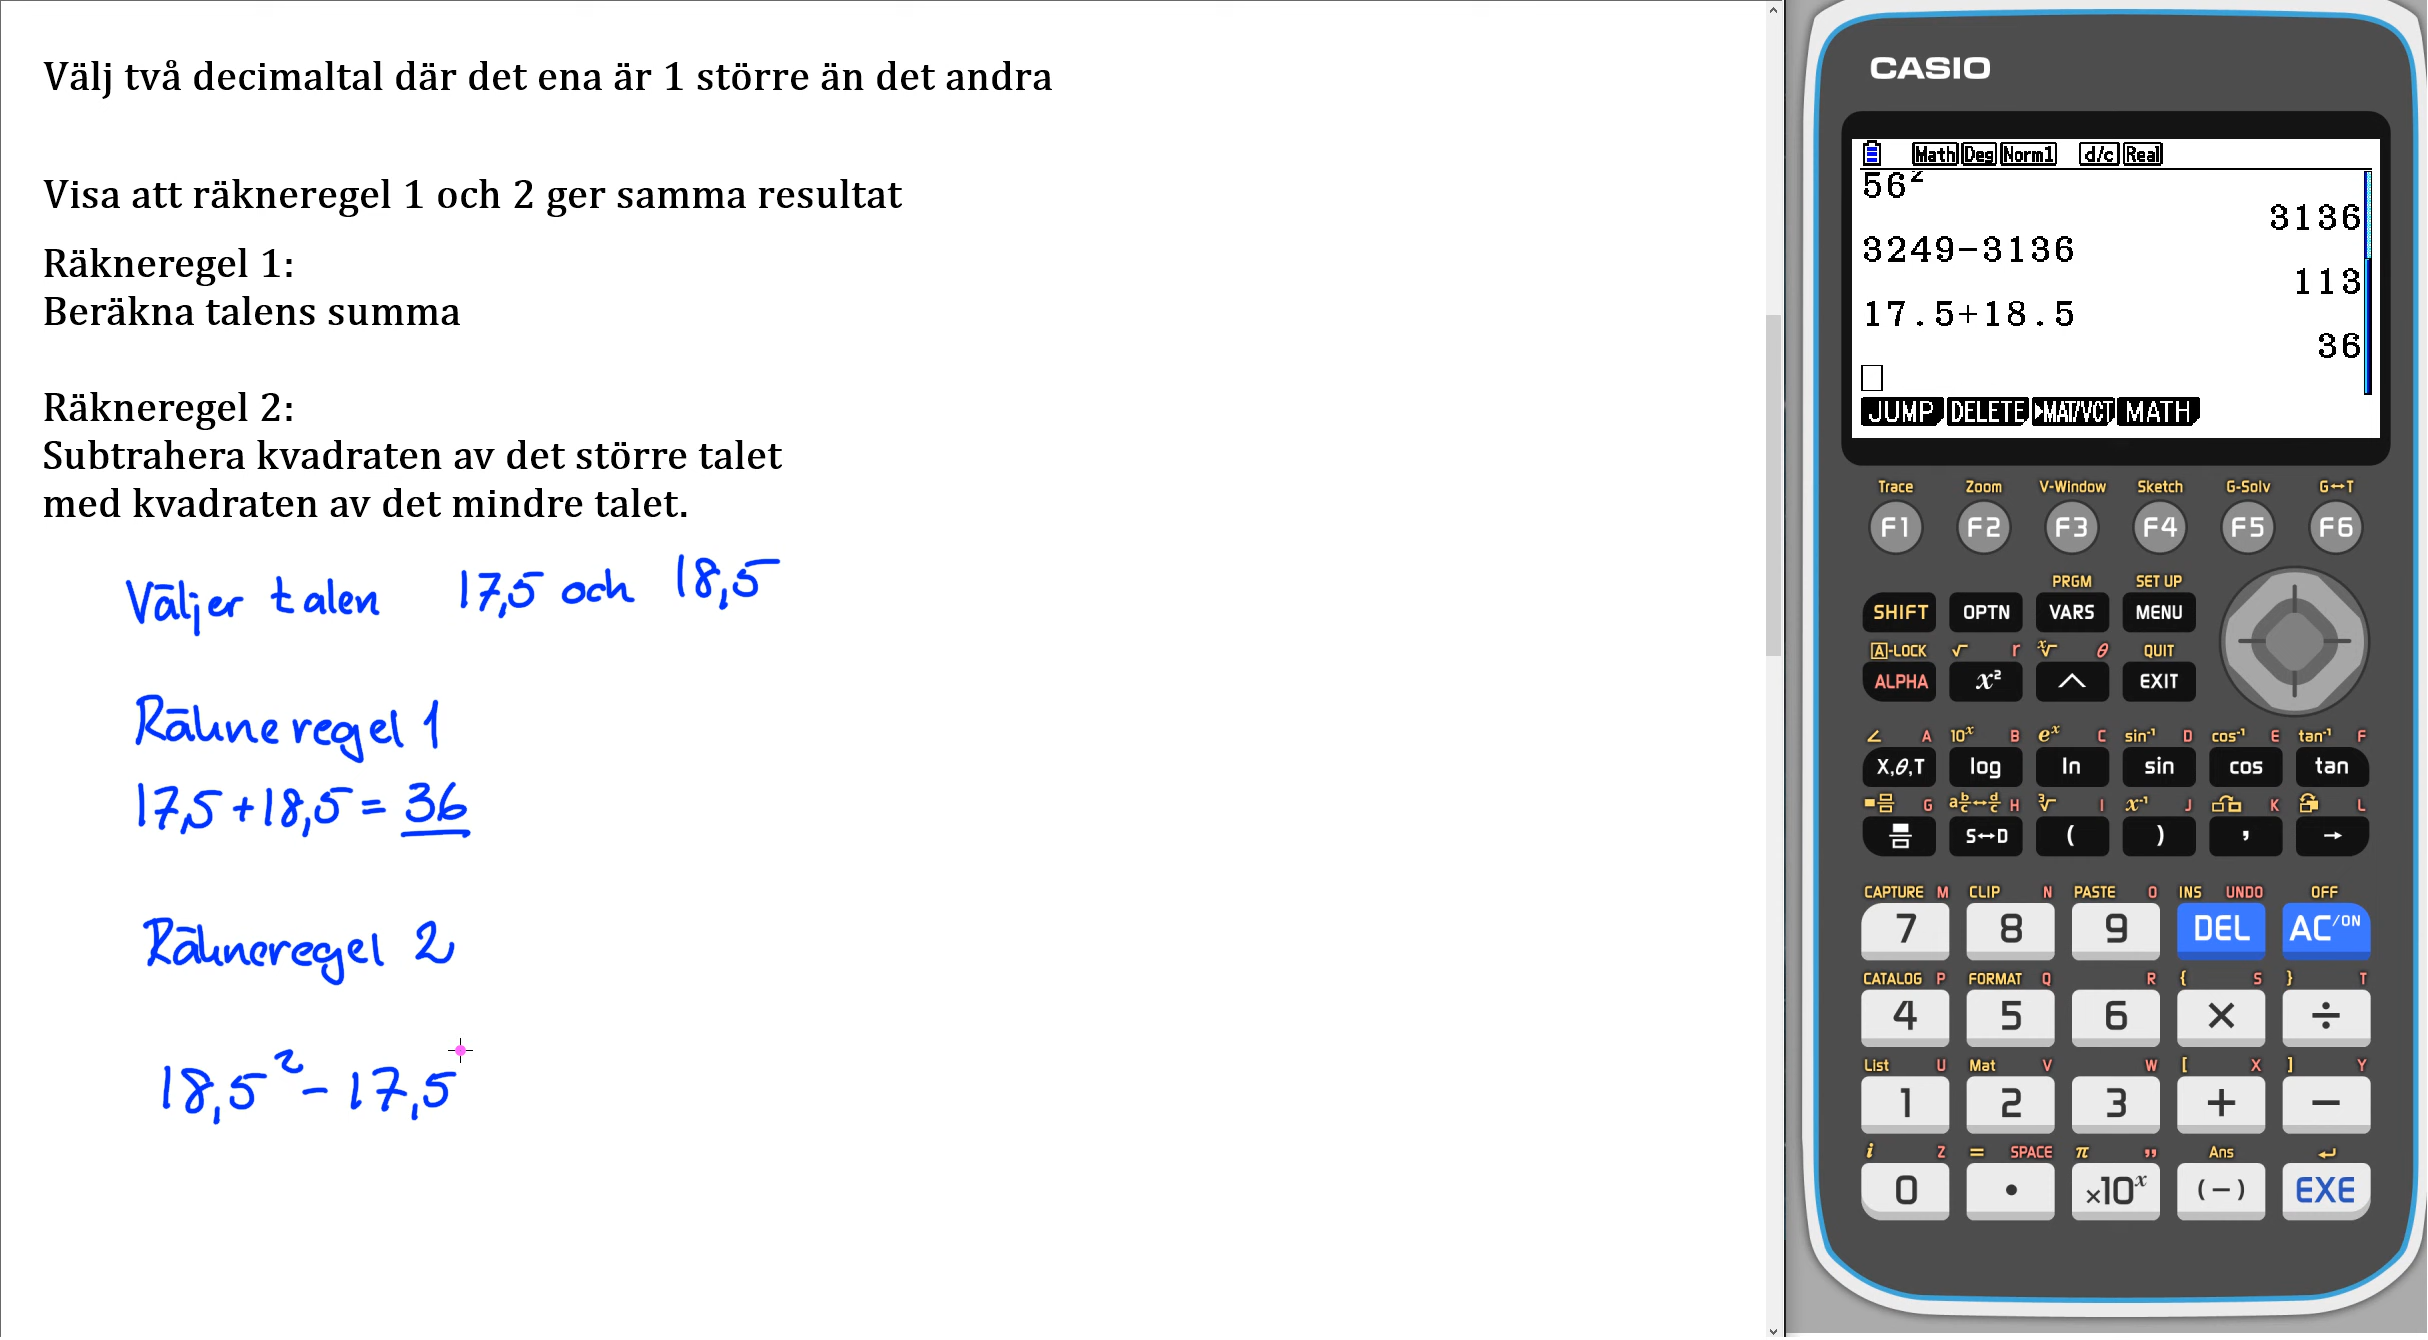 Välj två decimaltal där det ena är 1 större än det andra
Visa att räkneregel 1 och 2 ger samma resultat
Räkneregel 1:
Beräkna talens summa
Räkneregel 2:
Subtrahera kvadraten av det större talet
med kvadraten av det mindre talet.
Väljer talen 17,5 och 18,5
Räkneregel 1
17,5+18,5=36
Räkneregel 2
18,5²-17,5
CASIO
Math Deg Norm1 d/c Real
56²
3136
3249-3136
113
17.5+18.5
36
JUMP DELETE ►MAT/VCT MATH
Trace Zoom V-Window Sketch G-Solv G↔T
F1 F2 F3 F4 F5 F6
PRGM SET UP
SHIFT OPTN VARS MENU
A-LOCK √ r ˣ√ θ QUIT
ALPHA x² ^ EXIT
∠ A 10ˣ B eˣ C sin⁻¹ D cos⁻¹ E tan⁻¹ F
X,θ,T log ln sin cos tan
G a b/c↔d/c H ³√ I x⁻¹ J K L
S↔D ( ) , →
CAPTURE M CLIP N PASTE O INS UNDO OFF
7 8 9 DEL AC/ON
CATALOG P FORMAT Q R { S } T
4 5 6 × ÷
List U Mat V W [ X ] Y
1 2 3 + −
i Z = SPACE π " Ans ↵
0 • ×10ˣ (−) EXE